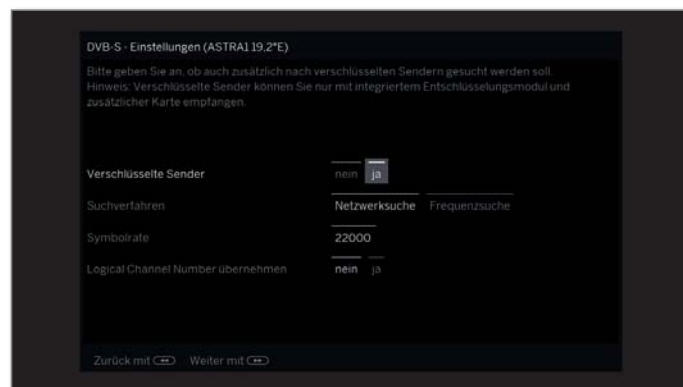 DVB-S - Einstellungen (ASTRA1 19,2°E)
Bitte geben Sie an, ob auch zusätzlich nach verschlüsselten Sendern gesucht werden soll.
Hinweis: Verschlüsselte Sender können Sie nur mit integriertem Entschlüsselungsmodul und
zusätzlicher Karte empfangen.
Verschlüsselte Sender nein ja
Suchverfahren Netzwerksuche Frequenzsuche
Symbolrate 22000
Logical Channel Number übernehmen nein ja
Zurück mit Weiter mit